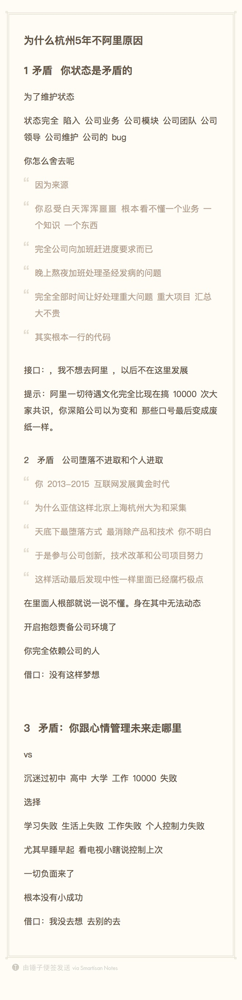 为什么杭州5年不阿里原因
1 矛盾 你状态是矛盾的
为了维护状态
状态完全 陷入 公司业务 公司模块 公司团队 公司
领导 公司维护 公司的 bug
你怎么舍去呢
“ 因为来源
“ 你忍受白天浑浑噩噩 根本看不懂一个业务 一
个知识 一个东西
“ 完全公司向加班赶进度要求而已
“ 晚上熬夜加班处理圣经发病的问题
“ 完全全部时间让好处理重大问题 重大项目 汇总
大不贵
“ 其实根本一行的代码
接口：，我不想去阿里 ，以后不在这里发展
提示：阿里一切待遇文化完全比现在搞 10000 次大
家共识，你深陷公司以为变和 那些口号最后变成废
纸一样。
2 矛盾 公司堕落不进取和个人进取
“ 你 2013-2015 互联网发展黄金时代
“ 为什么亚信这样北京上海杭州大为和采集
“ 天底下最堕落方式 最消除产品和技术 你不明白
“ 于是参与公司创新，技术改革和公司项目努力
“ 这样活动最后发现中性一样里面已经腐朽极点
在里面人根部就说一说不懂。身在其中无法动态
开启抱怨责备公司环境了
你完全依赖公司的人
借口：没有这样梦想
3 矛盾：你跟心情管理未来走哪里
vs
沉迷过初中 高中 大学 工作 10000 失败
选择
学习失败 生活上失败 工作失败 个人控制力失败
尤其早睡早起 看电视小瞎说控制上次
一切负面来了
根本没有小成功
借口：我没去想 去别的去
T 由锤子便签发送 via Smartisan Notes